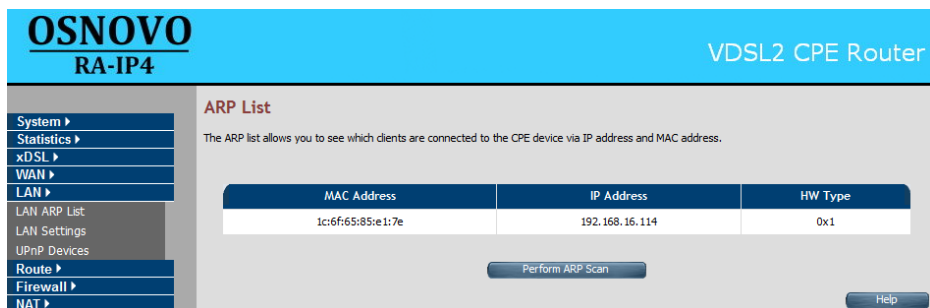 OSNOVO
RA-IP4
VDSL2 CPE Router
System
Statistics
xDSL
WAN
LAN
LAN ARP List
LAN Settings
UPnP Devices
Route
Firewall
NAT
ARP List
The ARP list allows you to see which clients are connected to the CPE device via IP address and MAC address.
MAC Address IP Address HW Type
1c:6f:65:85:e1:7e 192.168.16.114 0x1
Perform ARP Scan
Help